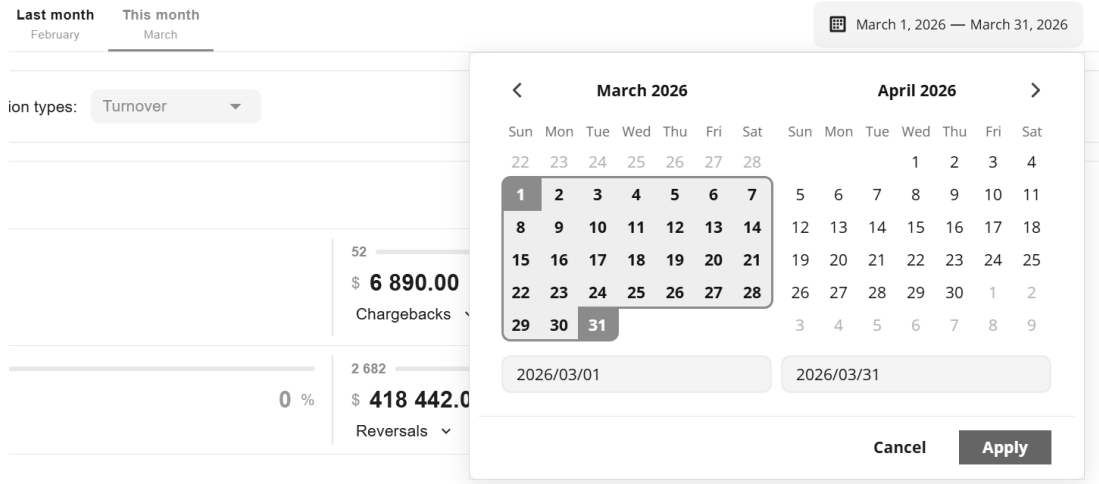 Last month
February
This month
March
March 1, 2026 — March 31, 2026
ion types:
Turnover
March 2026
April 2026
Sun Mon Tue Wed Thu Fri Sat
22 23 24 25 26 27 28
1 2 3 4 5 6 7
8 9 10 11 12 13 14
15 16 17 18 19 20 21
22 23 24 25 26 27 28
29 30 31
Sun Mon Tue Wed Thu Fri Sat
1 2 3 4
5 6 7 8 9 10 11
12 13 14 15 16 17 18
19 20 21 22 23 24 25
26 27 28 29 30 1 2
3 4 5 6 7 8 9
2026/03/01
2026/03/31
Cancel
Apply
52
$ 6 890.00
Chargebacks
0 %
2 682
$ 418 442.0
Reversals